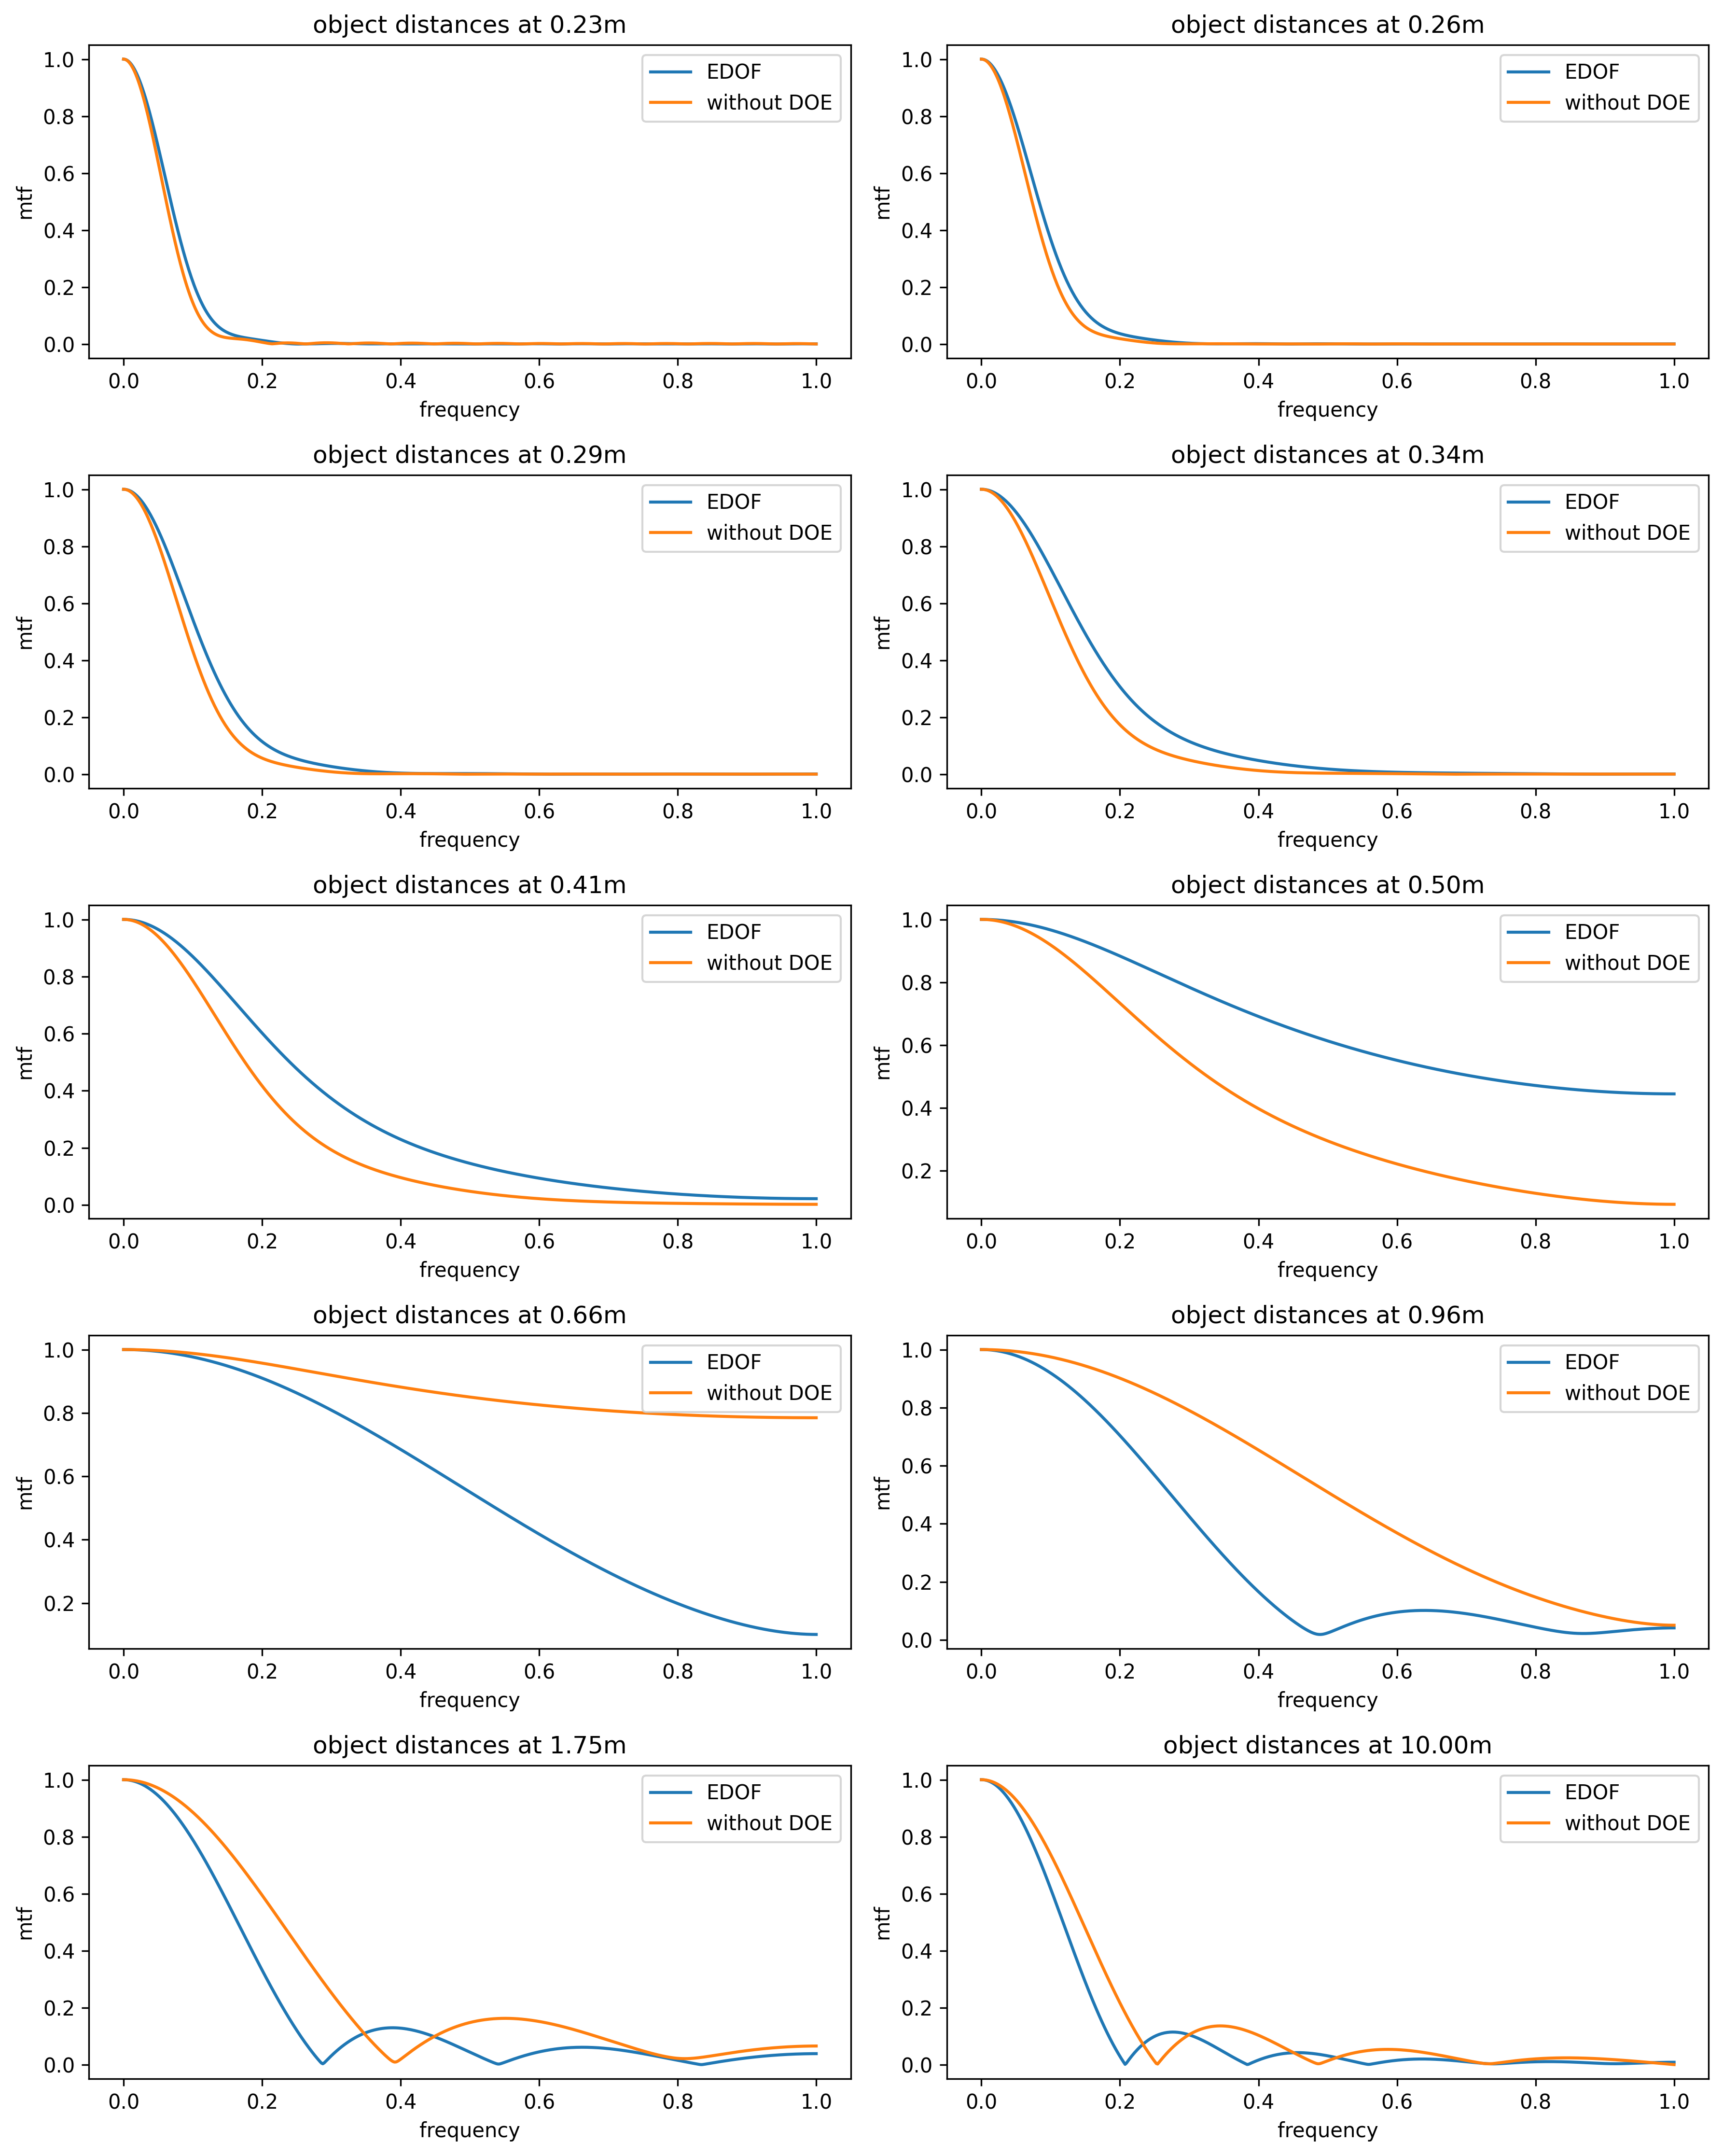 object distances at 0.23m
1.0
0.8
0.6
0.4
0.2
0.0
mtf
0.0 0.2 0.4 0.6 0.8 1.0
frequency
EDOF
without DOE
object distances at 0.26m
1.0
0.8
0.6
0.4
0.2
0.0
mtf
0.0 0.2 0.4 0.6 0.8 1.0
frequency
EDOF
without DOE
object distances at 0.29m
1.0
0.8
0.6
0.4
0.2
0.0
mtf
0.0 0.2 0.4 0.6 0.8 1.0
frequency
EDOF
without DOE
object distances at 0.34m
1.0
0.8
0.6
0.4
0.2
0.0
mtf
0.0 0.2 0.4 0.6 0.8 1.0
frequency
EDOF
without DOE
object distances at 0.41m
1.0
0.8
0.6
0.4
0.2
0.0
mtf
0.0 0.2 0.4 0.6 0.8 1.0
frequency
EDOF
without DOE
object distances at 0.50m
1.0
0.8
0.6
0.4
0.2
mtf
0.0 0.2 0.4 0.6 0.8 1.0
frequency
EDOF
without DOE
object distances at 0.66m
1.0
0.8
0.6
0.4
0.2
mtf
0.0 0.2 0.4 0.6 0.8 1.0
frequency
EDOF
without DOE
object distances at 0.96m
1.0
0.8
0.6
0.4
0.2
0.0
mtf
0.0 0.2 0.4 0.6 0.8 1.0
frequency
EDOF
without DOE
object distances at 1.75m
1.0
0.8
0.6
0.4
0.2
0.0
mtf
0.0 0.2 0.4 0.6 0.8 1.0
frequency
EDOF
without DOE
object distances at 10.00m
1.0
0.8
0.6
0.4
0.2
0.0
mtf
0.0 0.2 0.4 0.6 0.8 1.0
frequency
EDOF
without DOE